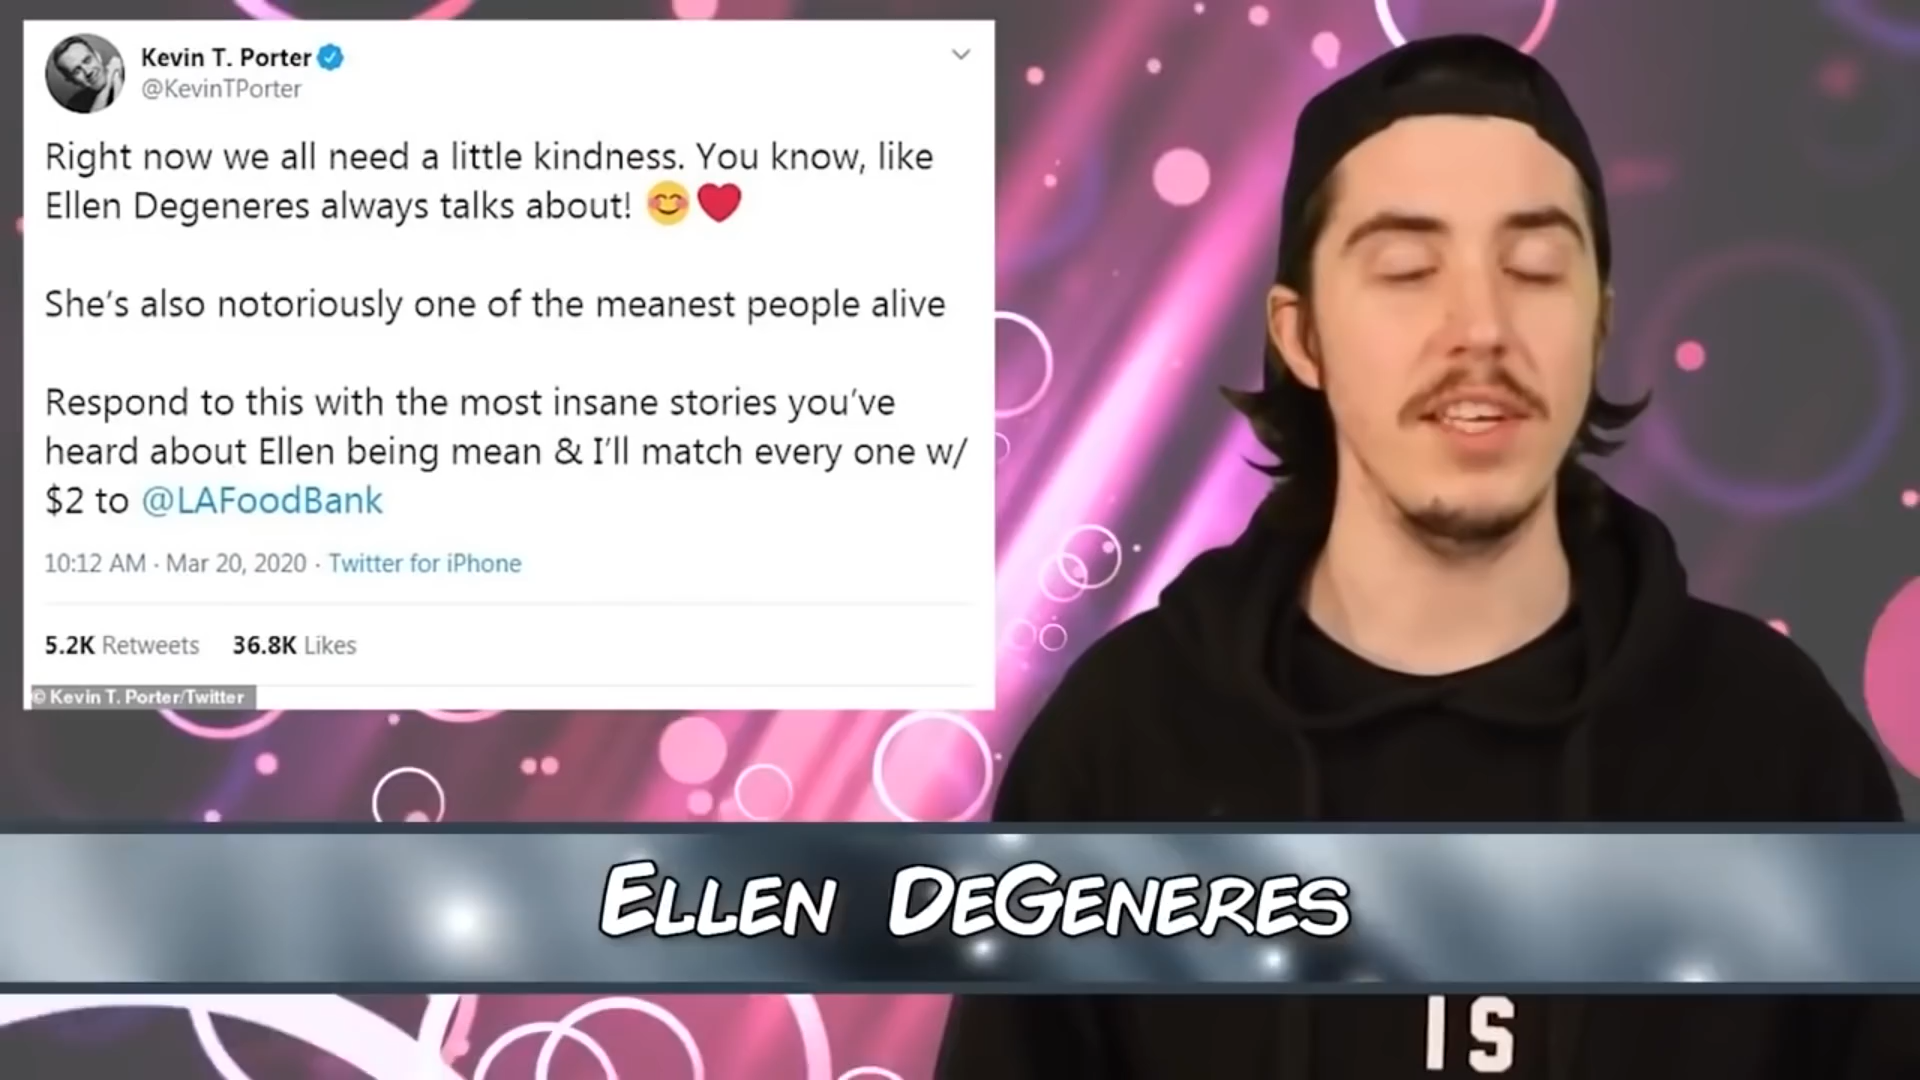 Kevin T. Porter
@KevinTPorter
Right now we all need a little kindness. You know, like
Ellen Degeneres always talks about! 😊❤️
She's also notoriously one of the meanest people alive
Respond to this with the most insane stories you've
heard about Ellen being mean & I'll match every one w/
$2 to @LAFoodBank
10:12 AM · Mar 20, 2020 · Twitter for iPhone
5.2K Retweets 36.8K Likes
© Kevin T. Porter/Twitter
ELLEN DEGENERES
IS